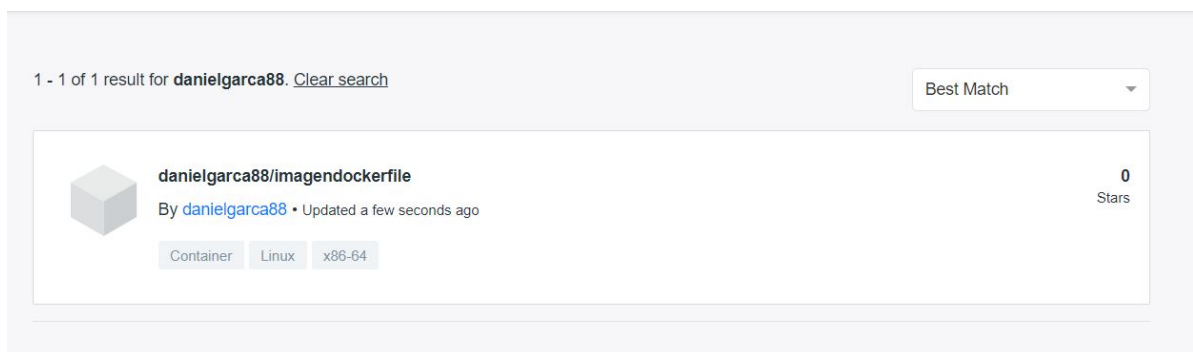 1 - 1 of 1 result for danielgarca88. Clear search
Best Match
danielgarca88/imagendockerfile
0
By danielgarca88 • Updated a few seconds ago
Stars
Container Linux x86-64